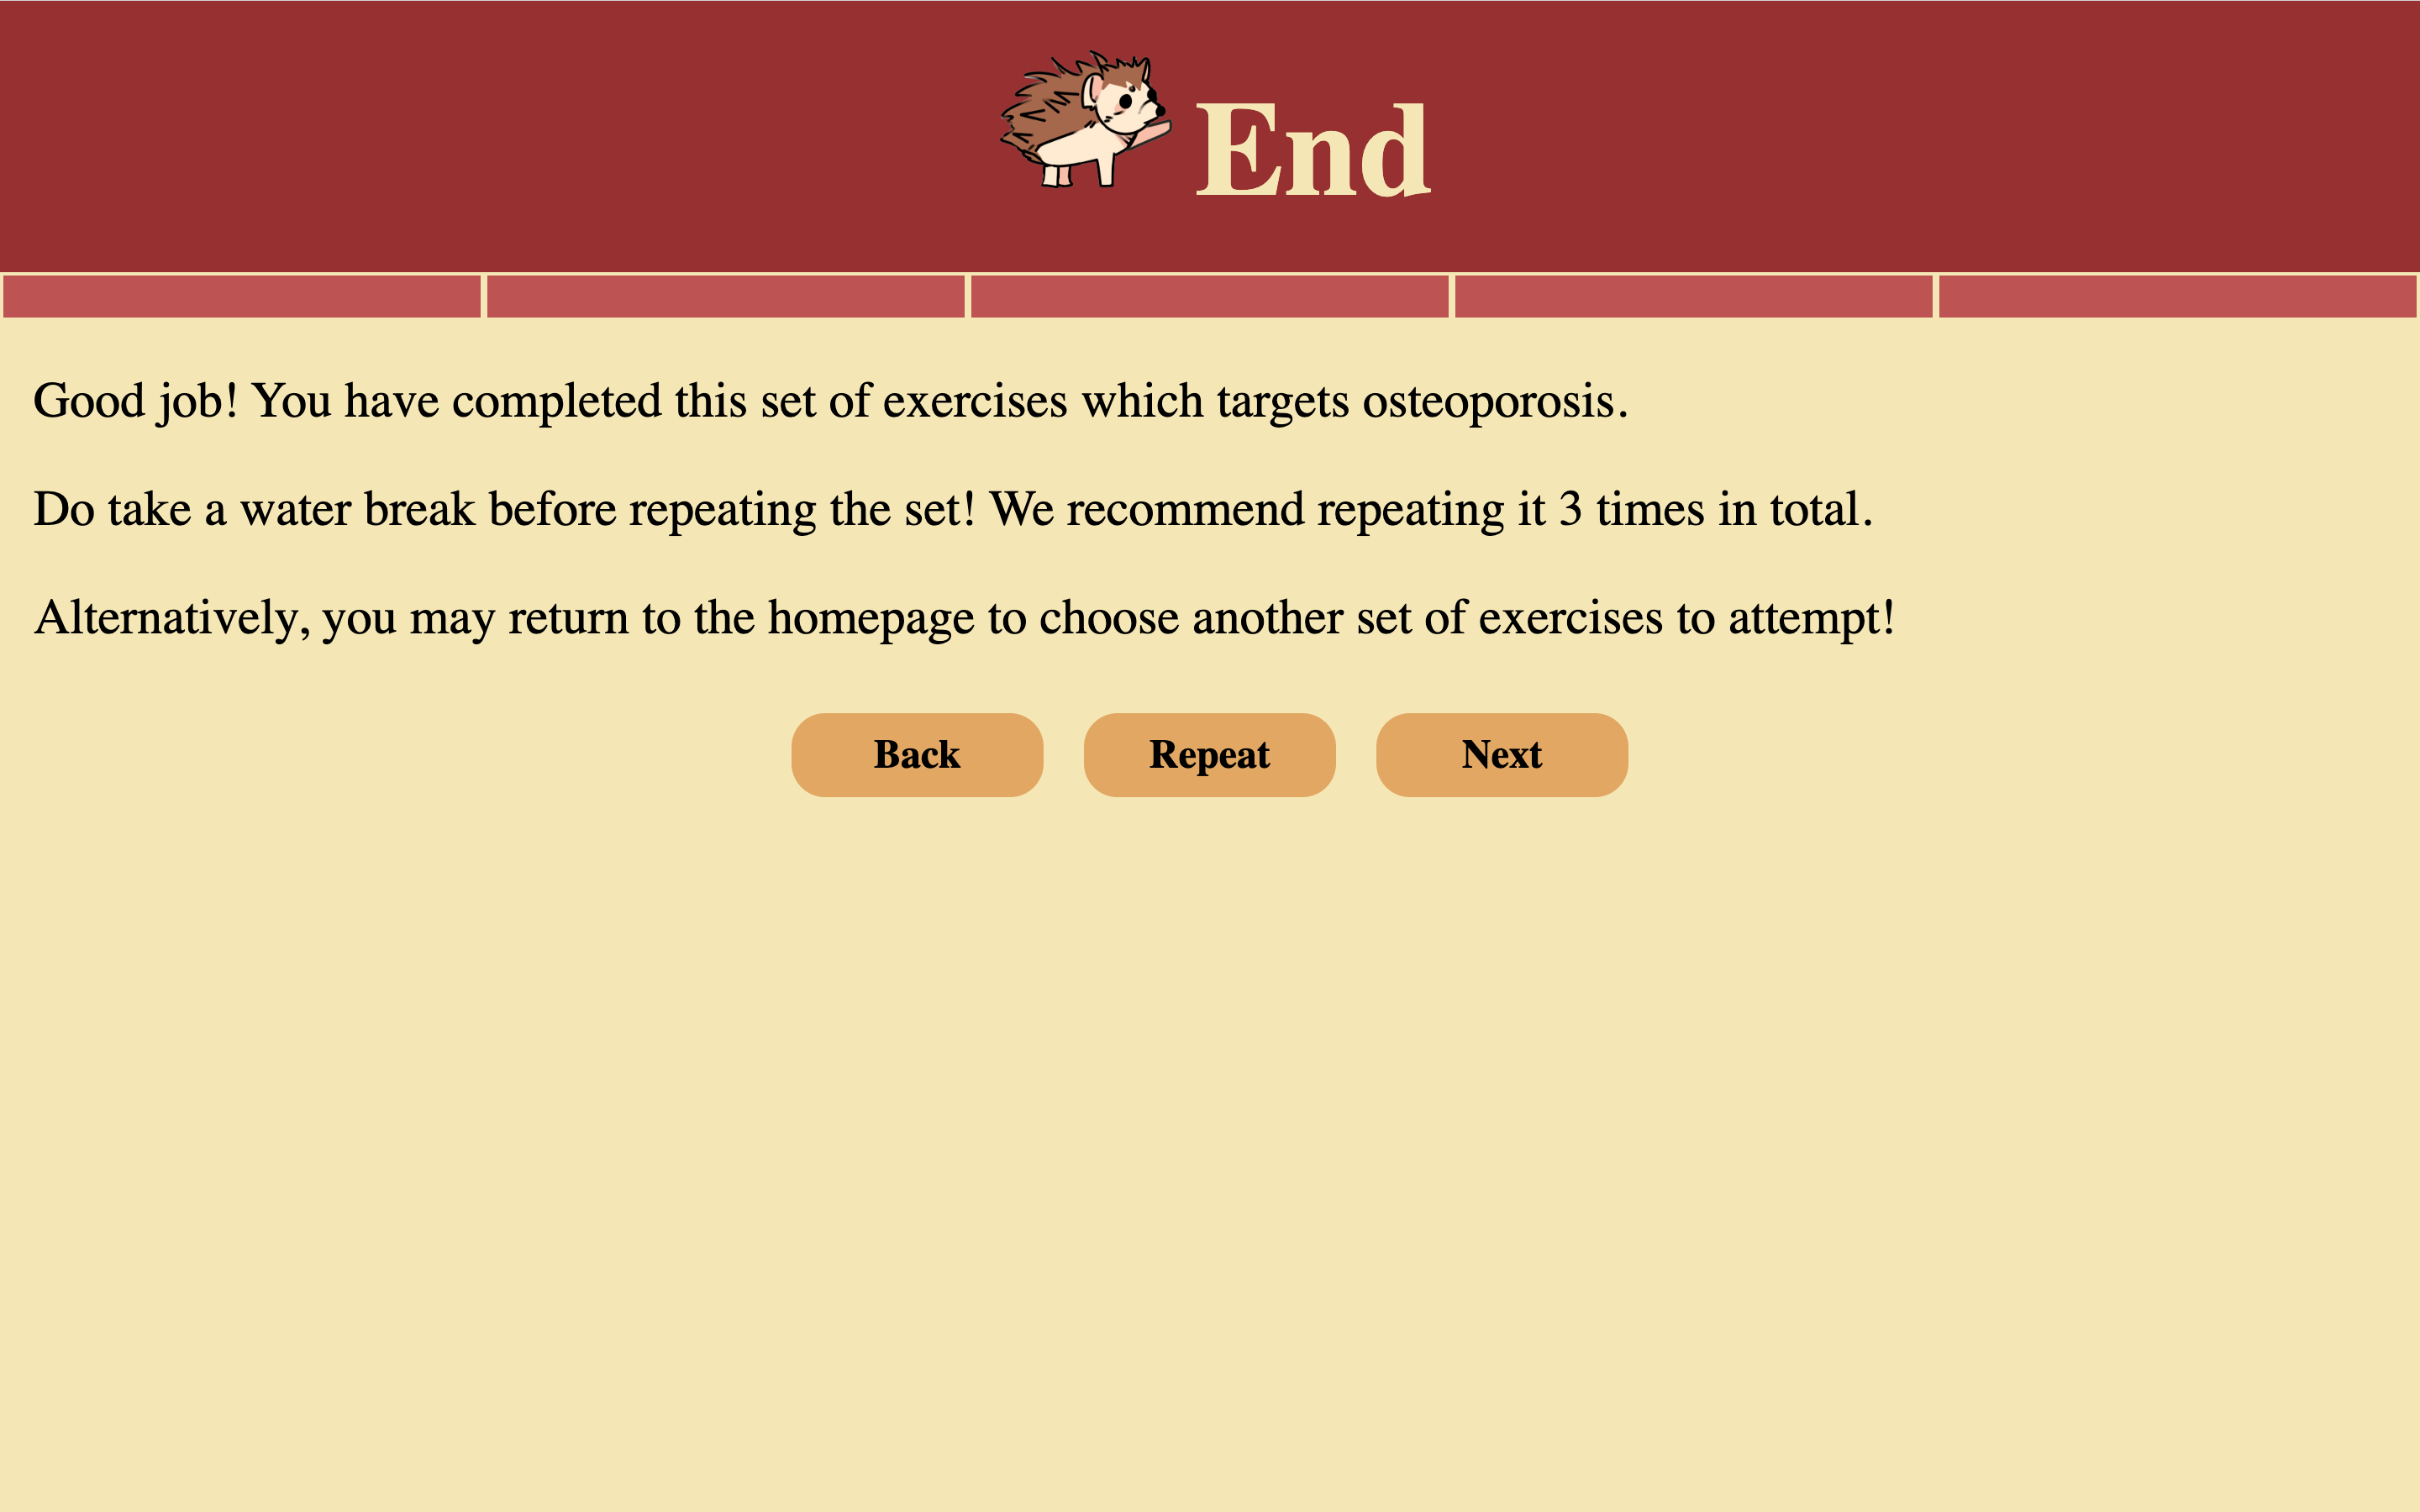 End
Good job! You have completed this set of exercises which targets osteoporosis.
Do take a water break before repeating the set! We recommend repeating it 3 times in total.
Alternatively, you may return to the homepage to choose another set of exercises to attempt!
Back Repeat Next